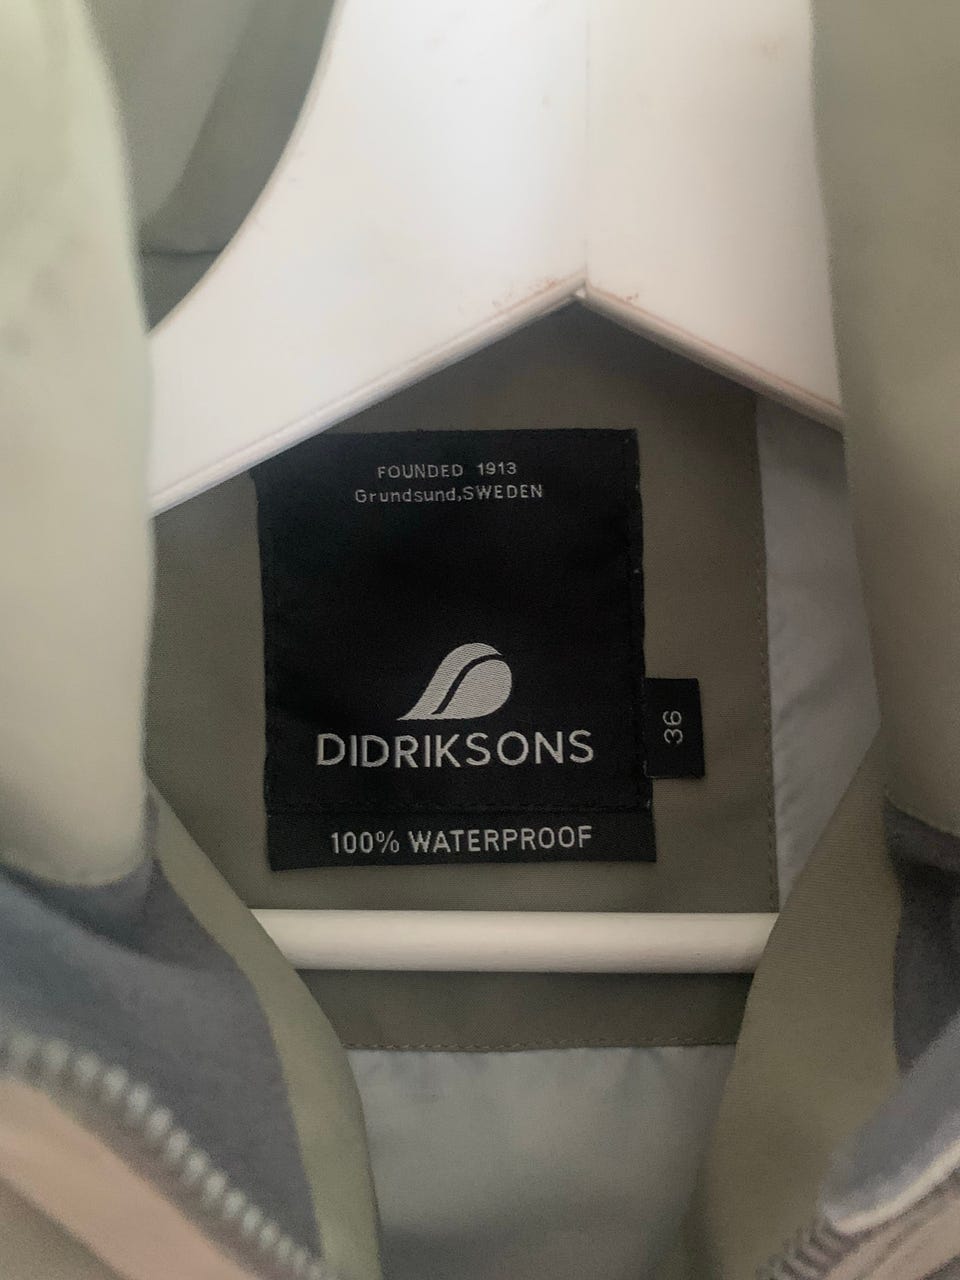 FOUNDED 1913
Grundsund,SWEDEN
DIDRIKSONS
36
100% WATERPROOF